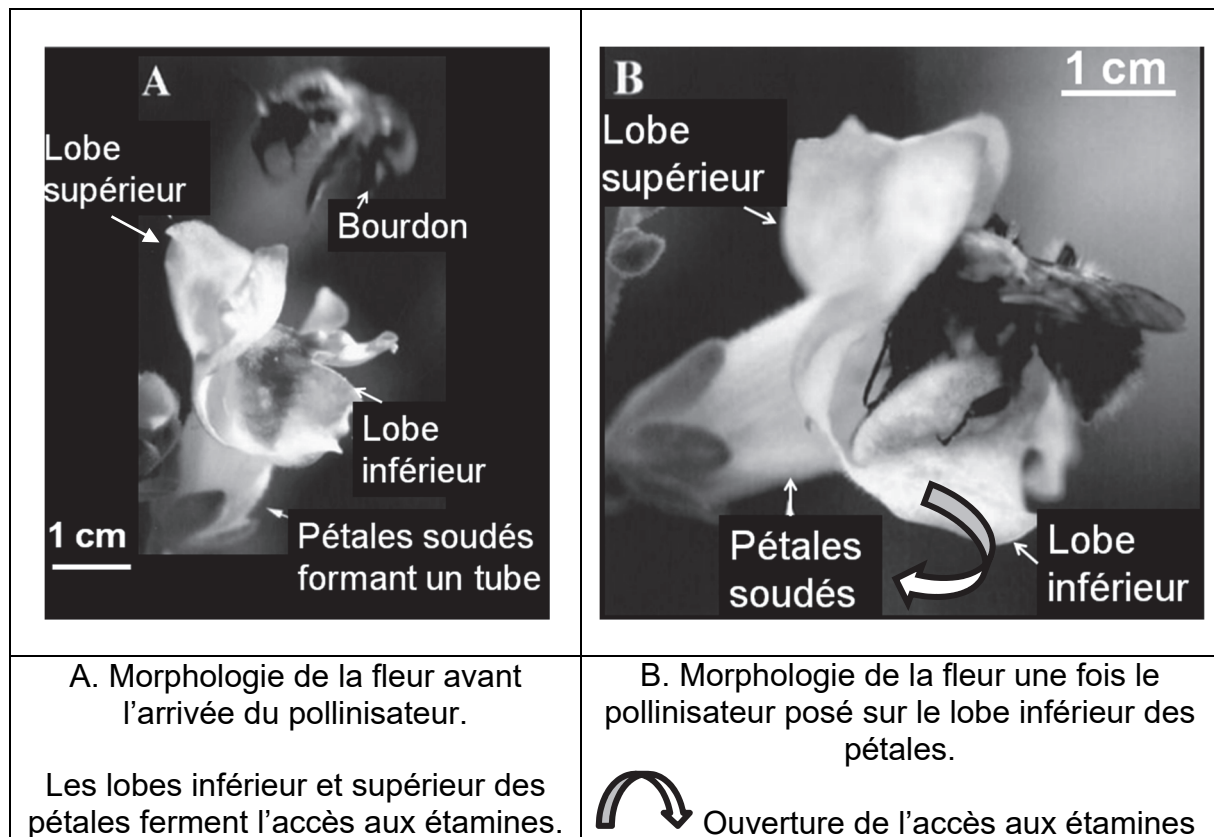 A
Lobe
supérieur
Bourdon
Lobe
inférieur
1 cm
Pétales soudés
formant un tube
B
1 cm
Lobe
supérieur
Pétales
soudés
Lobe
inférieur
A. Morphologie de la fleur avant
l’arrivée du pollinisateur.
Les lobes inférieur et supérieur des
pétales ferment l’accès aux étamines.
B. Morphologie de la fleur une fois le
pollinisateur posé sur le lobe inférieur des
pétales.
Ouverture de l’accès aux étamines